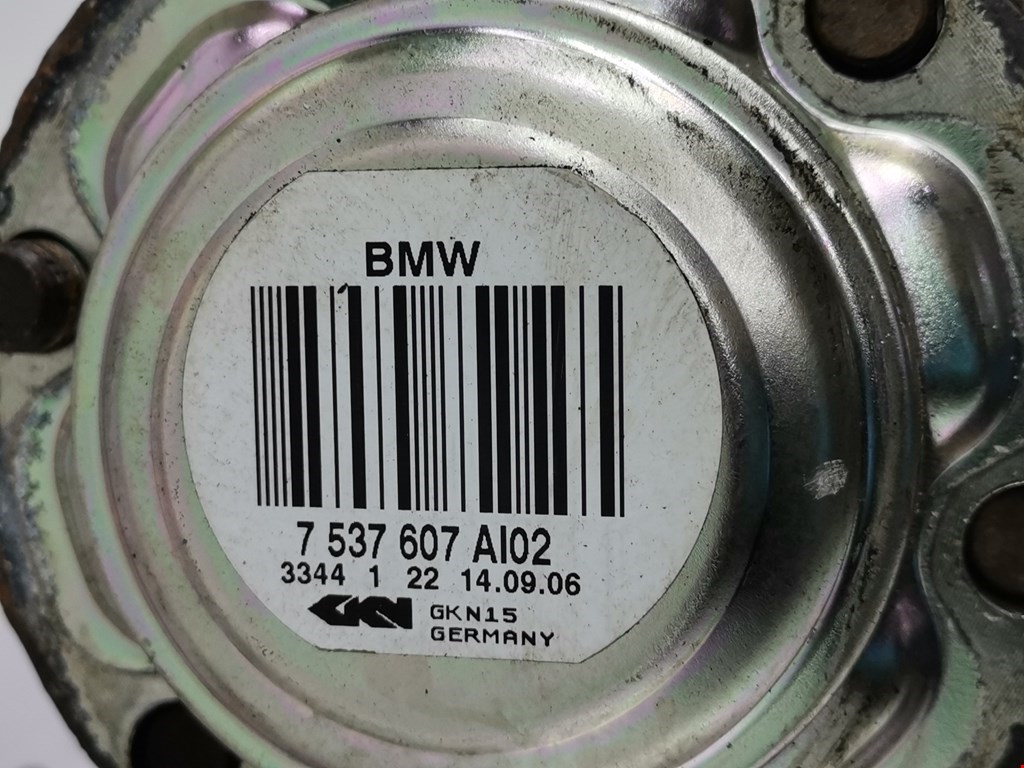 BMW
7 537 607 AI02
3344 1 22 14.09.06
GKN GKN15
GERMANY